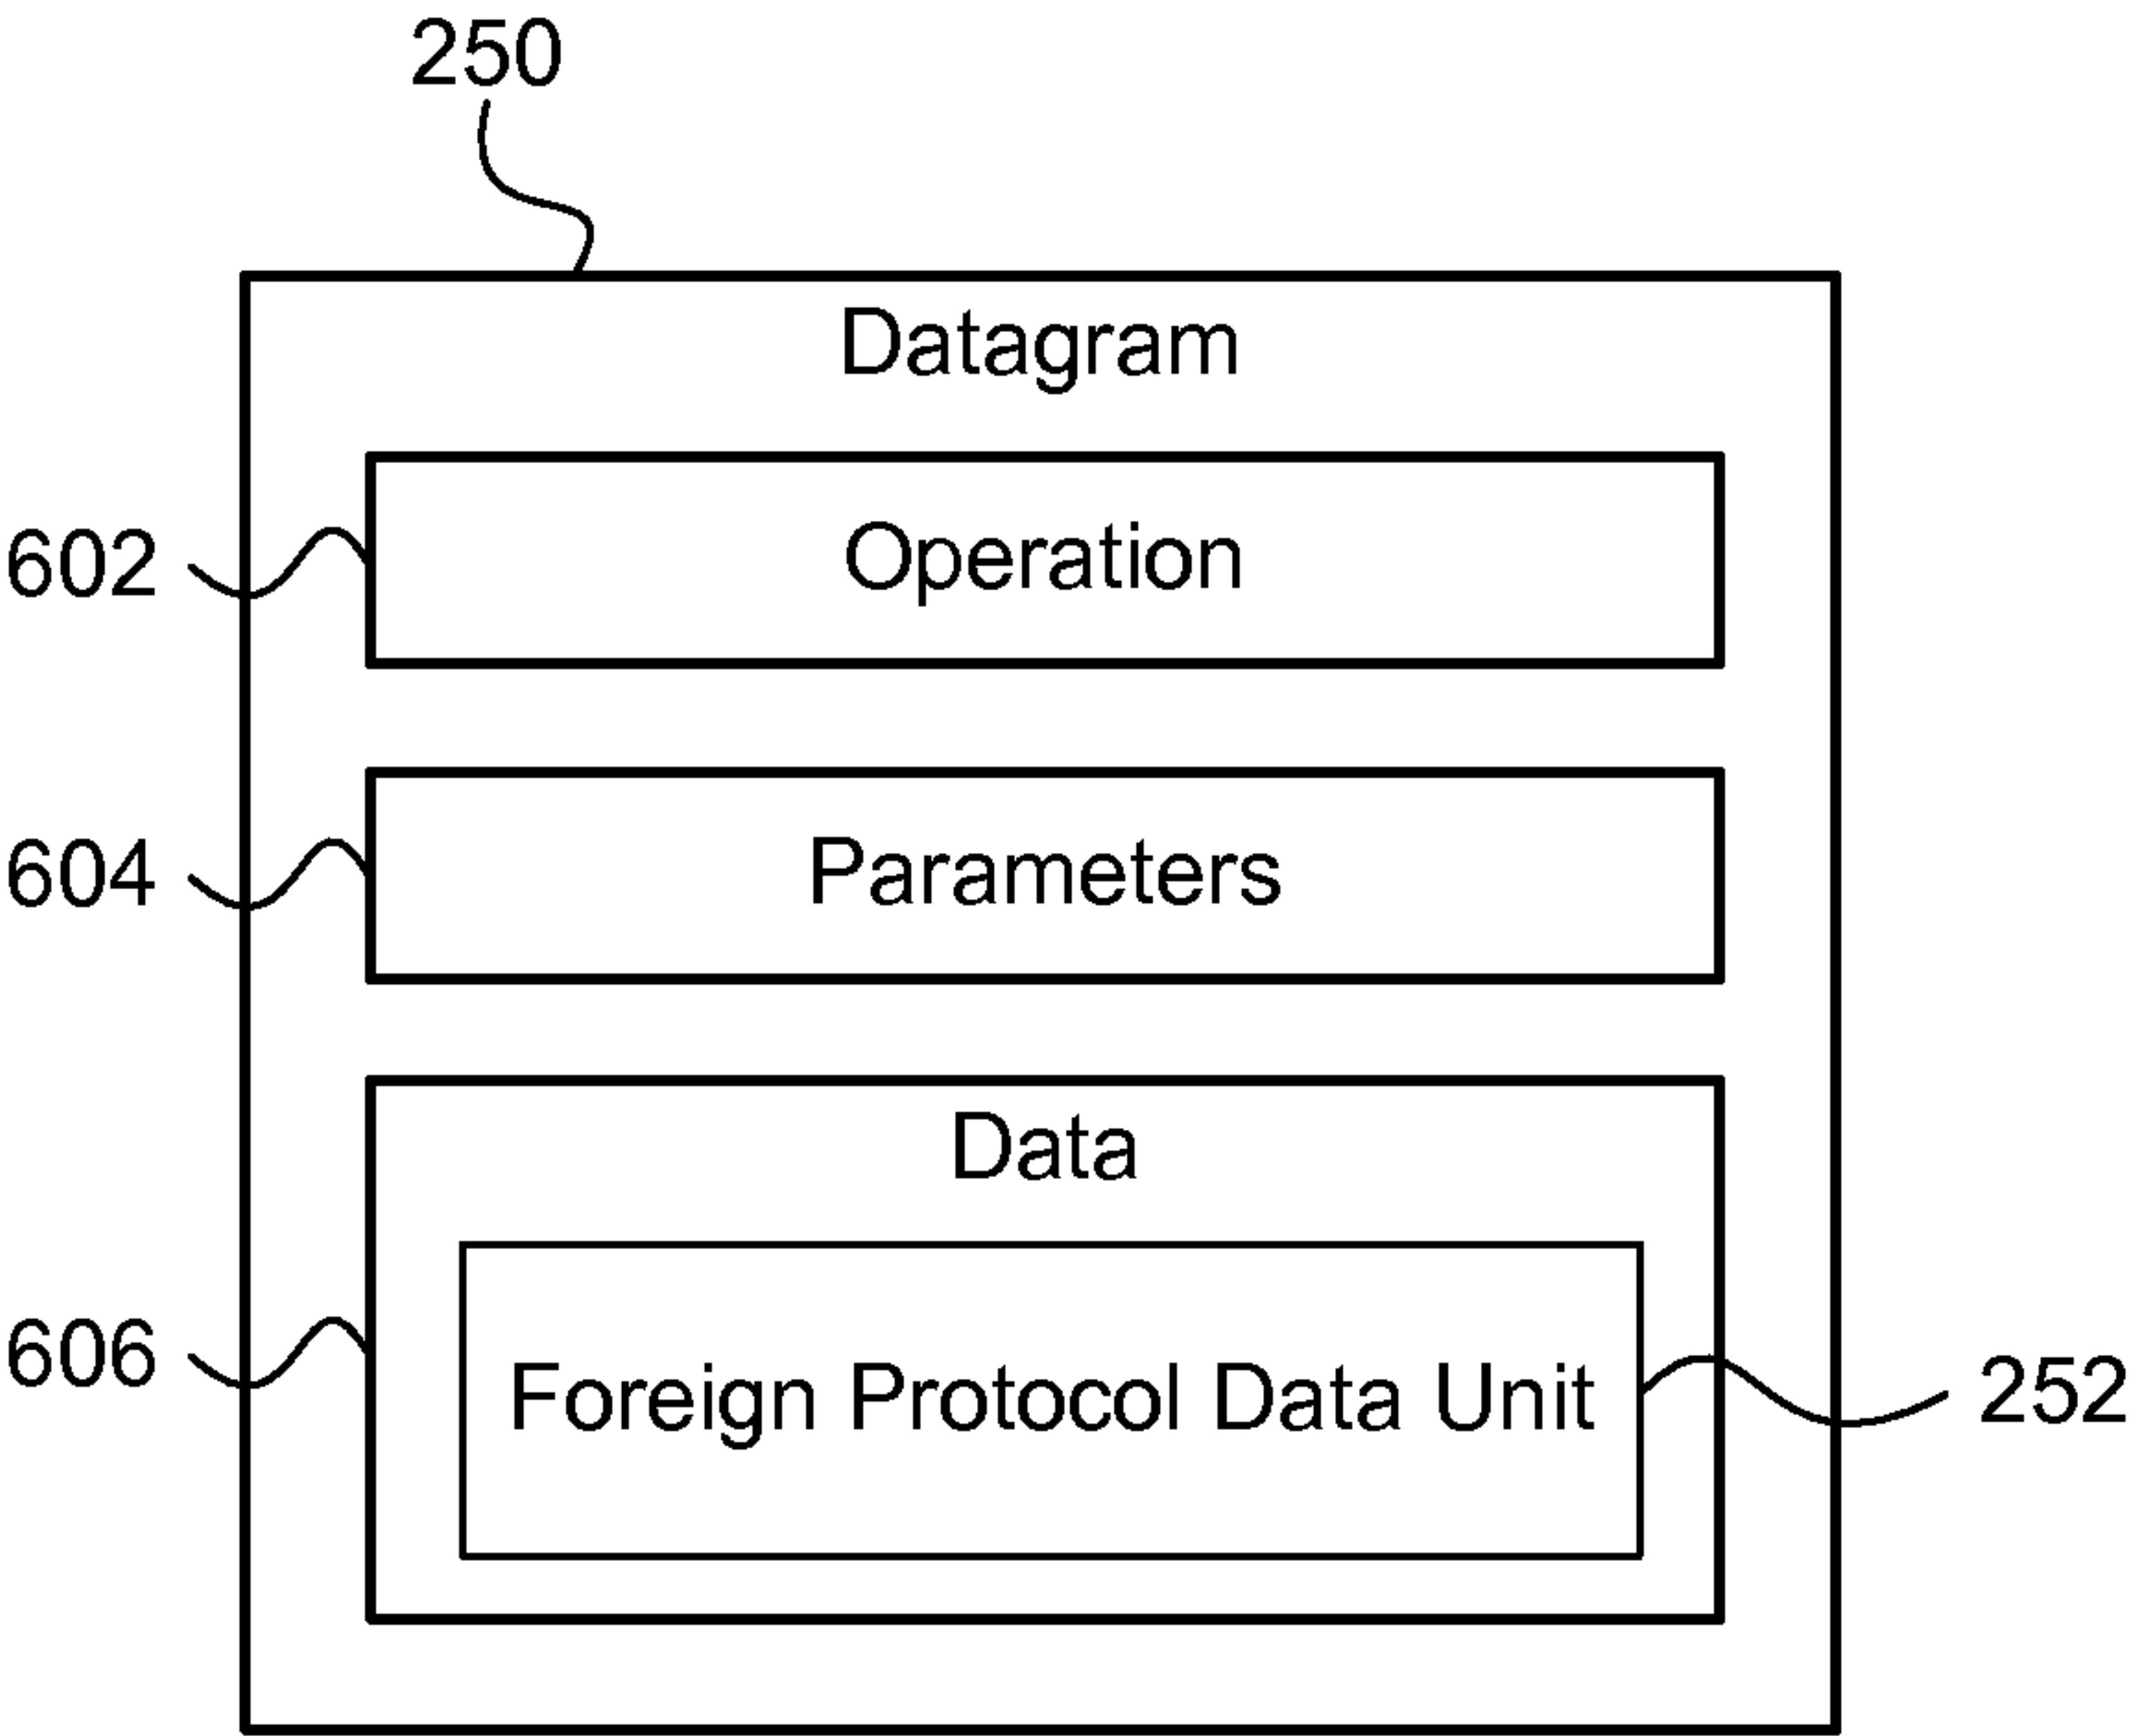 250
Datagram
602
Operation
604
Parameters
Data
606
Foreign Protocol Data Unit
252